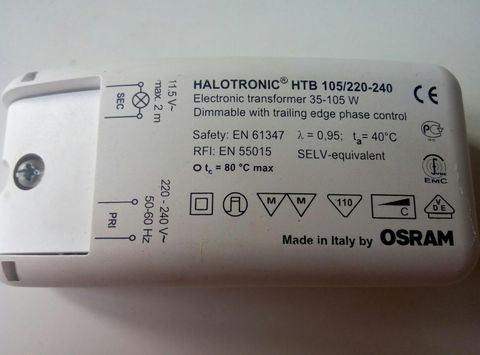 HALOTRONIC® HTB 105/220-240
Electronic transformer 35-105 W
Dimmable with trailing edge phase control
Safety: EN 61347 λ = 0,95; ta= 40°C
RFI: EN 55015 SELV-equivalent
tc = 80 °C max
CE
EMC
M M 110 C
V
D E
Made in Italy by OSRAM
11.5 V~
max. 2 m
SEC
220 - 240 V~
50-60 Hz
PRI